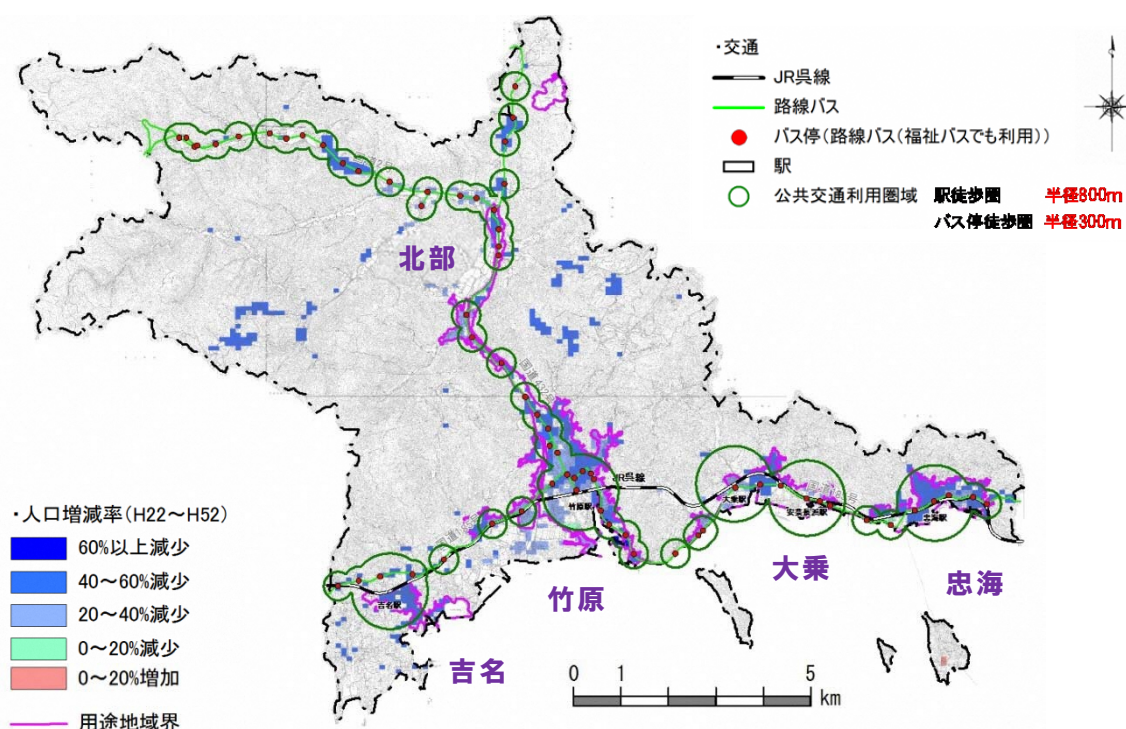 ・交通
JR呉線
路線バス
バス停(路線バス(福祉バスでも利用))
駅
公共交通利用圏域 駅徒歩圏 半径800m
バス停徒歩圏 半径300m
北部
JR呉線
大乗駅
竹原駅
安芸長浜駅
忠海駅
吉名駅
大乗
忠海
竹原
吉名
・人口増減率(H22～H52)
60%以上減少
40～60%減少
20～40%減少
0～20%減少
0～20%増加
用途地域界
0 1 5
km